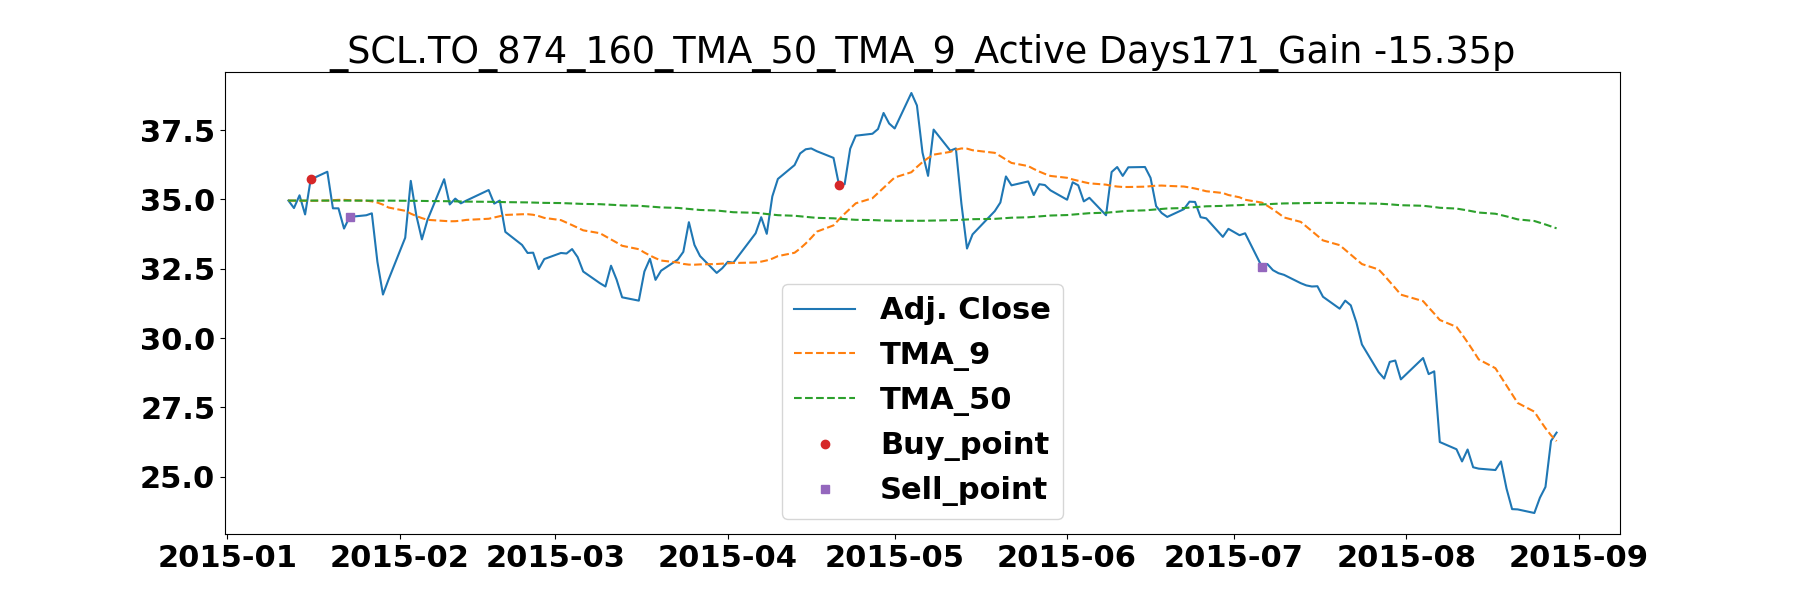 _SCL.TO_874_160_TMA_50_TMA_9_Active Days171_Gain -15.35p
37.5
35.0
32.5
30.0
27.5
25.0
Adj. Close
TMA_9
TMA_50
Buy_point
Sell_point
2015-01 2015-02 2015-03 2015-04 2015-05 2015-06 2015-07 2015-08 2015-09